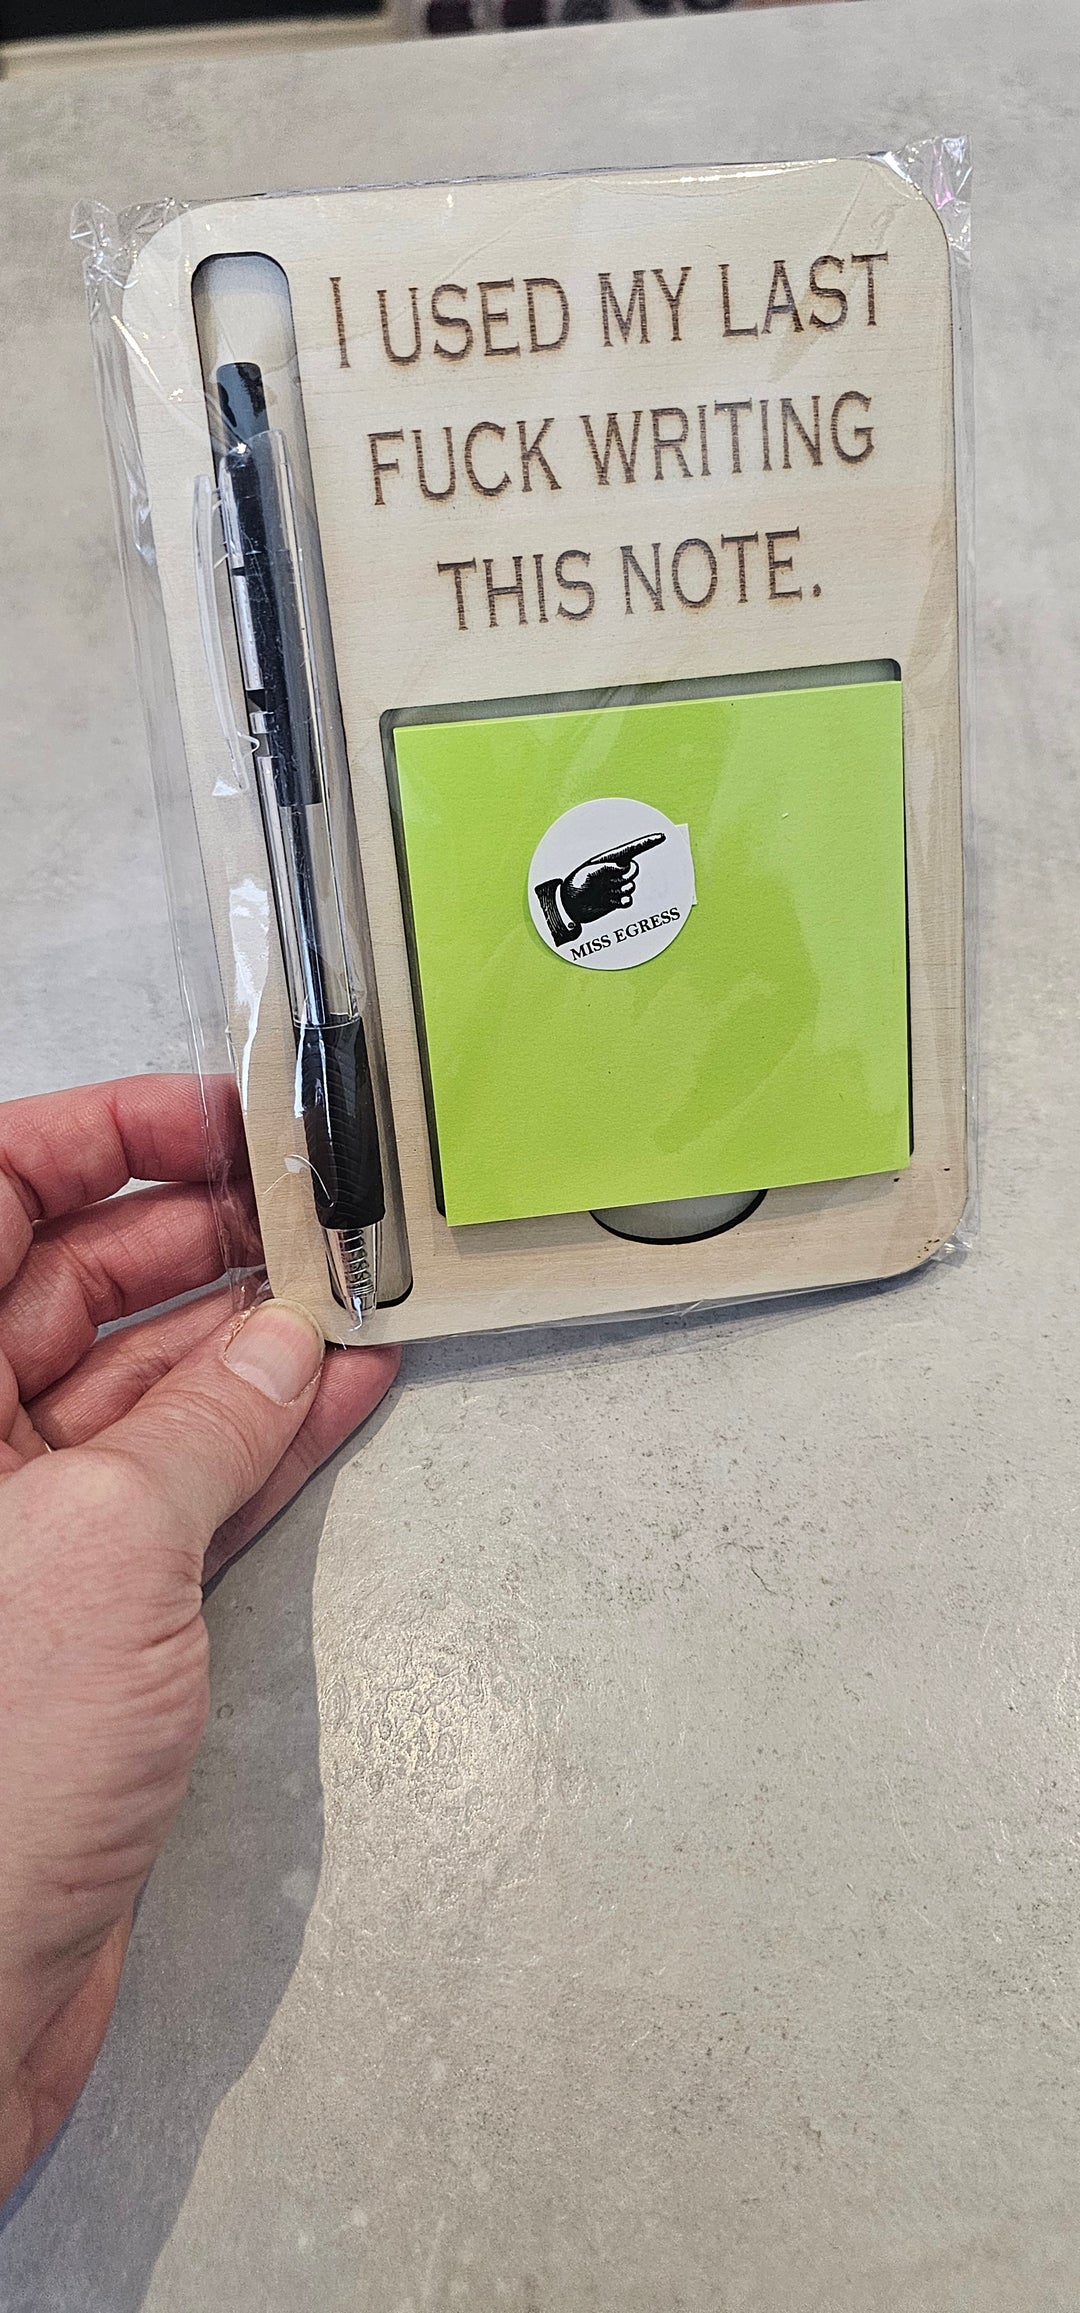 I USED MY LAST
FUCK WRITING
THIS NOTE.
MISS EGRESS